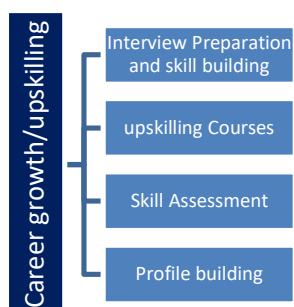 Career growth/upskilling
Interview Preparation
and skill building
upskilling Courses
Skill Assessment
Profile building